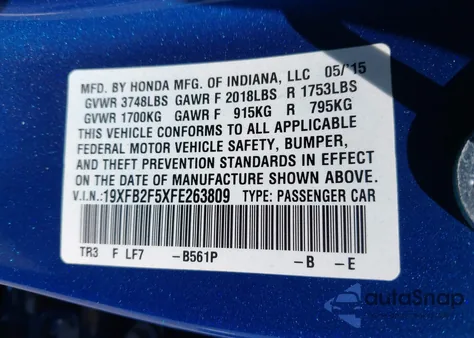 MFD. BY HONDA MFG. OF INDIANA, LLC 05/15
GVWR 3748LBS GAWR F 2018LBS R 1753LBS
GVWR 1700KG GAWR F 915KG R 795KG
THIS VEHICLE CONFORMS TO ALL APPLICABLE
FEDERAL MOTOR VEHICLE SAFETY, BUMPER,
AND THEFT PREVENTION STANDARDS IN EFFECT
ON THE DATE OF MANUFACTURE SHOWN ABOVE.
V.I.N.:19XFB2F5XFE263809 TYPE: PASSENGER CAR
TR3 F LF7 -B561P -B -E
autoSnap